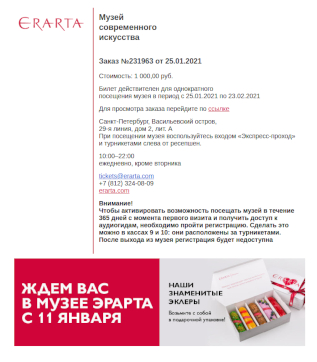 ERARTA
Музей
современного
искусства
Заказ №231963 от 25.01.2021
Стоимость: 1 000,00 руб.
Билет действителен для однократного
посещения музея в период с 25.01.2021 по 23.02.2021
Для просмотра заказа перейдите по ссылке
Санкт-Петербург, Васильевский остров,
29-я линия, дом 2, лит. А
При посещении музея воспользуйтесь входом «Экспресс-проход»
и турникетами слева от ресепшен.
10:00–22:00
ежедневно, кроме вторника
tickets@erarta.com
+7 (812) 324-08-09
erarta.com
Внимание!
Чтобы активировать возможность посещать музей в течение
365 дней с момента первого визита и получить доступ к
аудиогидам, необходимо пройти регистрацию. Сделать это
можно в кассах 9 и 10: они расположены за турникетами.
После выхода из музея регистрация будет недоступна
ЖДЕМ ВАС
В МУЗЕЕ ЭРАРТА
С 11 ЯНВАРЯ
НАШИ
ЗНАМЕНИТЫЕ
ЭКЛЕРЫ
Возьмите с собой
в подарочной упаковке!